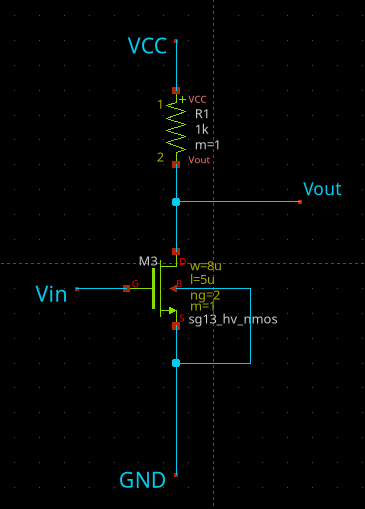 VCC
1
+
VCC
R1
1k
m=1
2
Vout
Vout
M3
D
w=8u
l=5u
ng=2
m=1
G
B
Vin
S
sg13_hv_nmos
GND